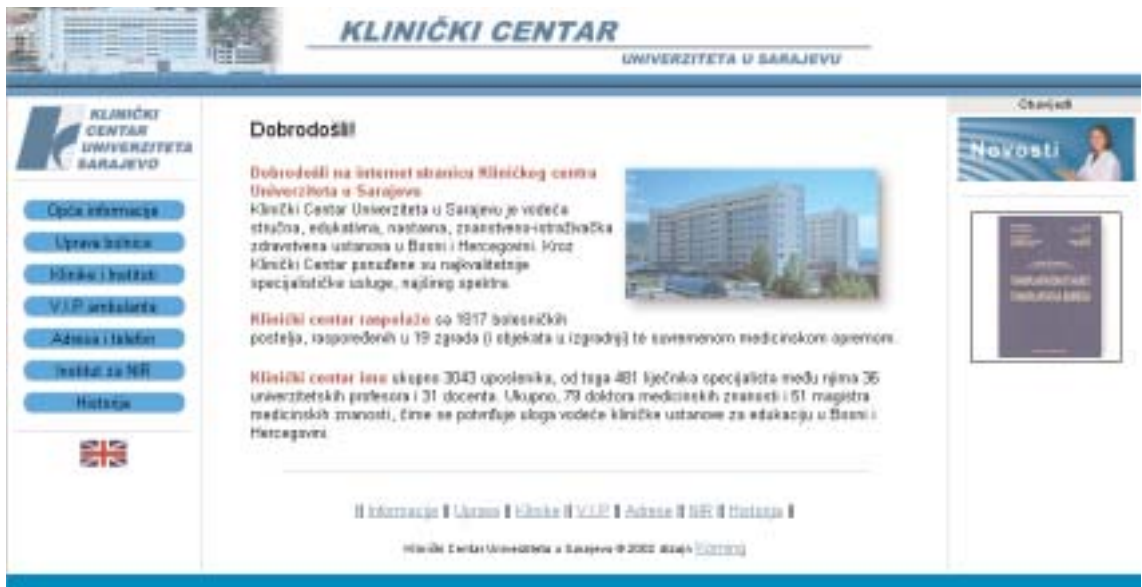 KLINIČKI CENTAR
UNIVERZITETA U SARAJEVU
KLINIČKI
CENTAR
UNIVERZITETA
SARAJEVO
Opća informacija
Uprava bolnice
Klinike i Instituti
V.I.P. ambulanta
Adrese i telefon
Institut za NIR
Historija
Dobrodošli!
Dobrodošli na internet stranicu Kliničkog centra
Univerziteta u Sarajevu
Klinički Centar Univerziteta u Sarajevu je vodeća
stručna, edukativna, nastavna, znanstveno-istraživačka
zdravstvena ustanova u Bosni i Hercegovini. Kroz
Klinički Centar ponuđene su najkvalitetnije
specijalističke usluge, najšireg spektra.
Klinički centar raspolaže sa 1817 bolesničkih
postelja, raspoređenih u 19 zgrada (i objekata u izgradnji) te suvremenom medicinskom opremom.
Klinički centar ima ukupno 3043 uposlenika, od toga 481 liječnika specijalista među njima 36
univerzitetskih profesora i 31 docenta. Ukupno, 79 doktora medicinskih znanosti i 51 magistra
medicinskih znanosti, čime se potvrđuje uloga vodeće kliničke ustanove za edukaciju u Bosni i
Hercegovini.
|| Informacije || Uprava || Klinike || V.I.P. || Adrese || NIR || Historija ||
Klinički Centar Univerziteta u Sarajevu © 2002 dizajn
Obavijesti
Novosti